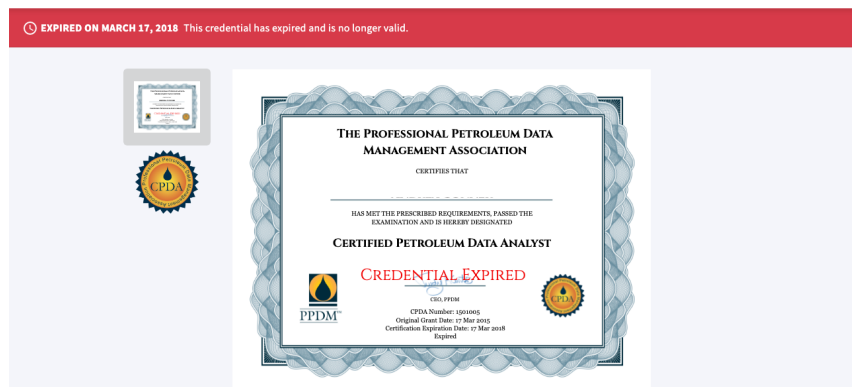 EXPIRED ON MARCH 17, 2018 This credential has expired and is no longer valid.
CPDA
THE PROFESSIONAL PETROLEUM DATA
MANAGEMENT ASSOCIATION
CERTIFIES THAT
HAS MET THE PRESCRIBED REQUIREMENTS, PASSED THE
EXAMINATION AND IS HEREBY DESIGNATED
CERTIFIED PETROLEUM DATA ANALYST
CREDENTIAL EXPIRED
CEO, PPDM
PPDM™
CPDA
CPDA Number: 1501005
Original Grant Date: 17 Mar 2015
Certification Expiration Date: 17 Mar 2018
Expired